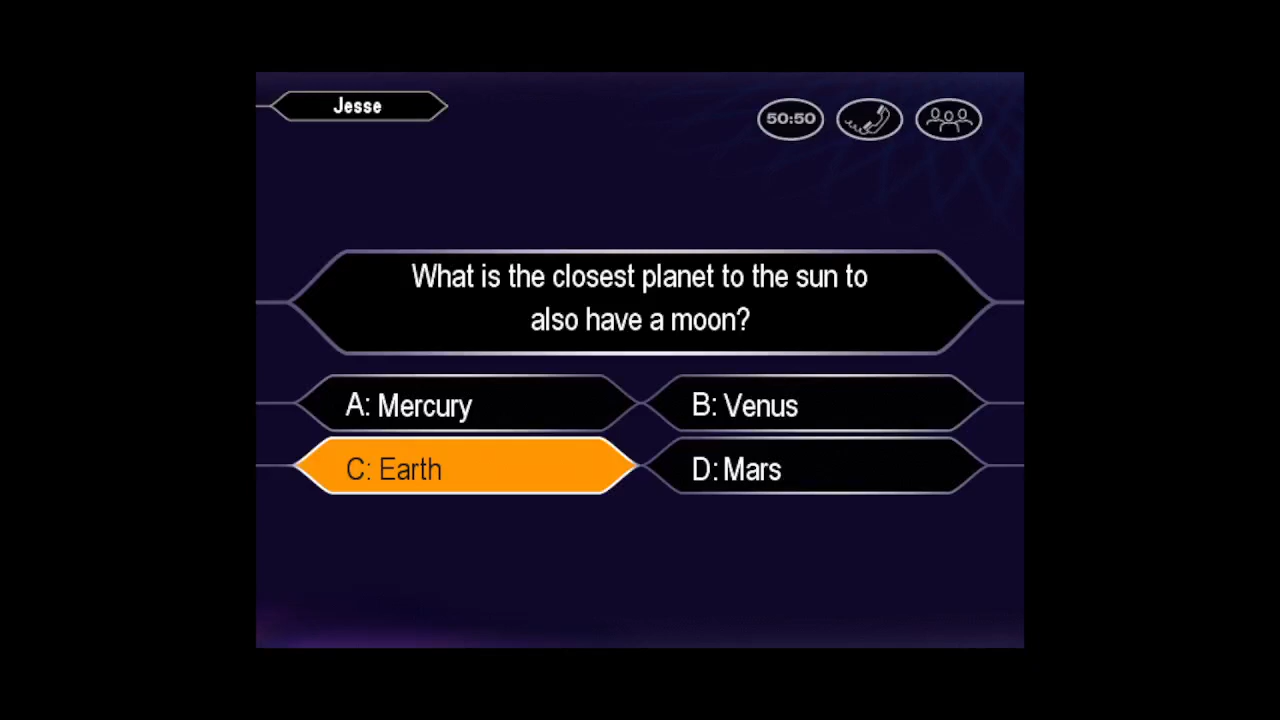 Jesse
50:50
What is the closest planet to the sun to
also have a moon?
A: Mercury
B: Venus
C: Earth
D: Mars